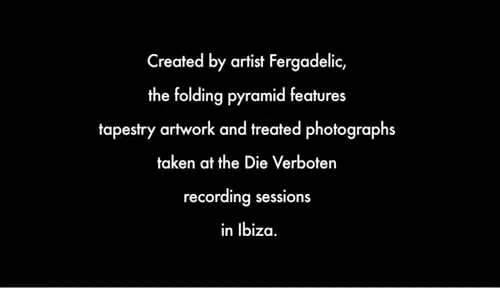 Created by artist Fergadelic,
the folding pyramid features
tapestry artwork and treated photographs
taken at the Die Verboten
recording sessions
in Ibiza.